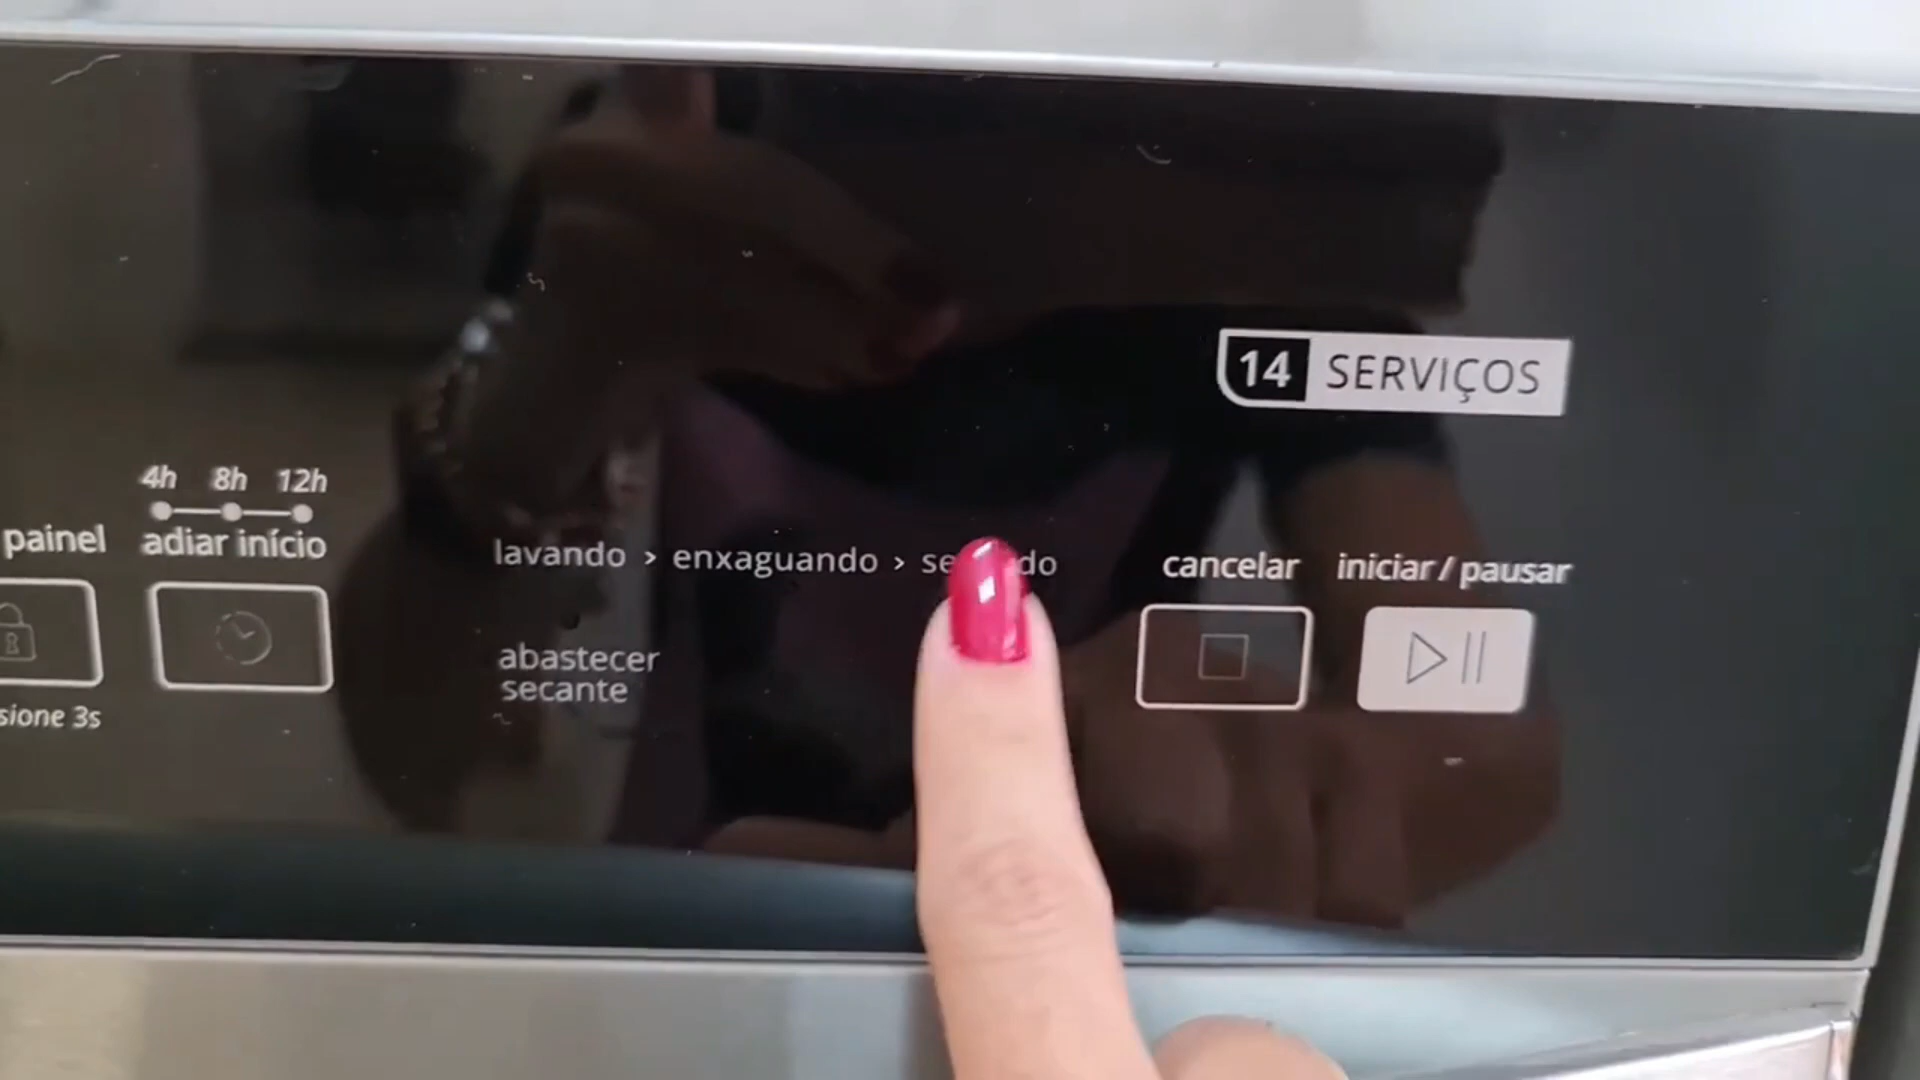 14 SERVIÇOS
4h 8h 12h
painel
adiar início
lavando > enxaguando >
cancelar
iniciar / pausar
abastecer
secante
sione 3s